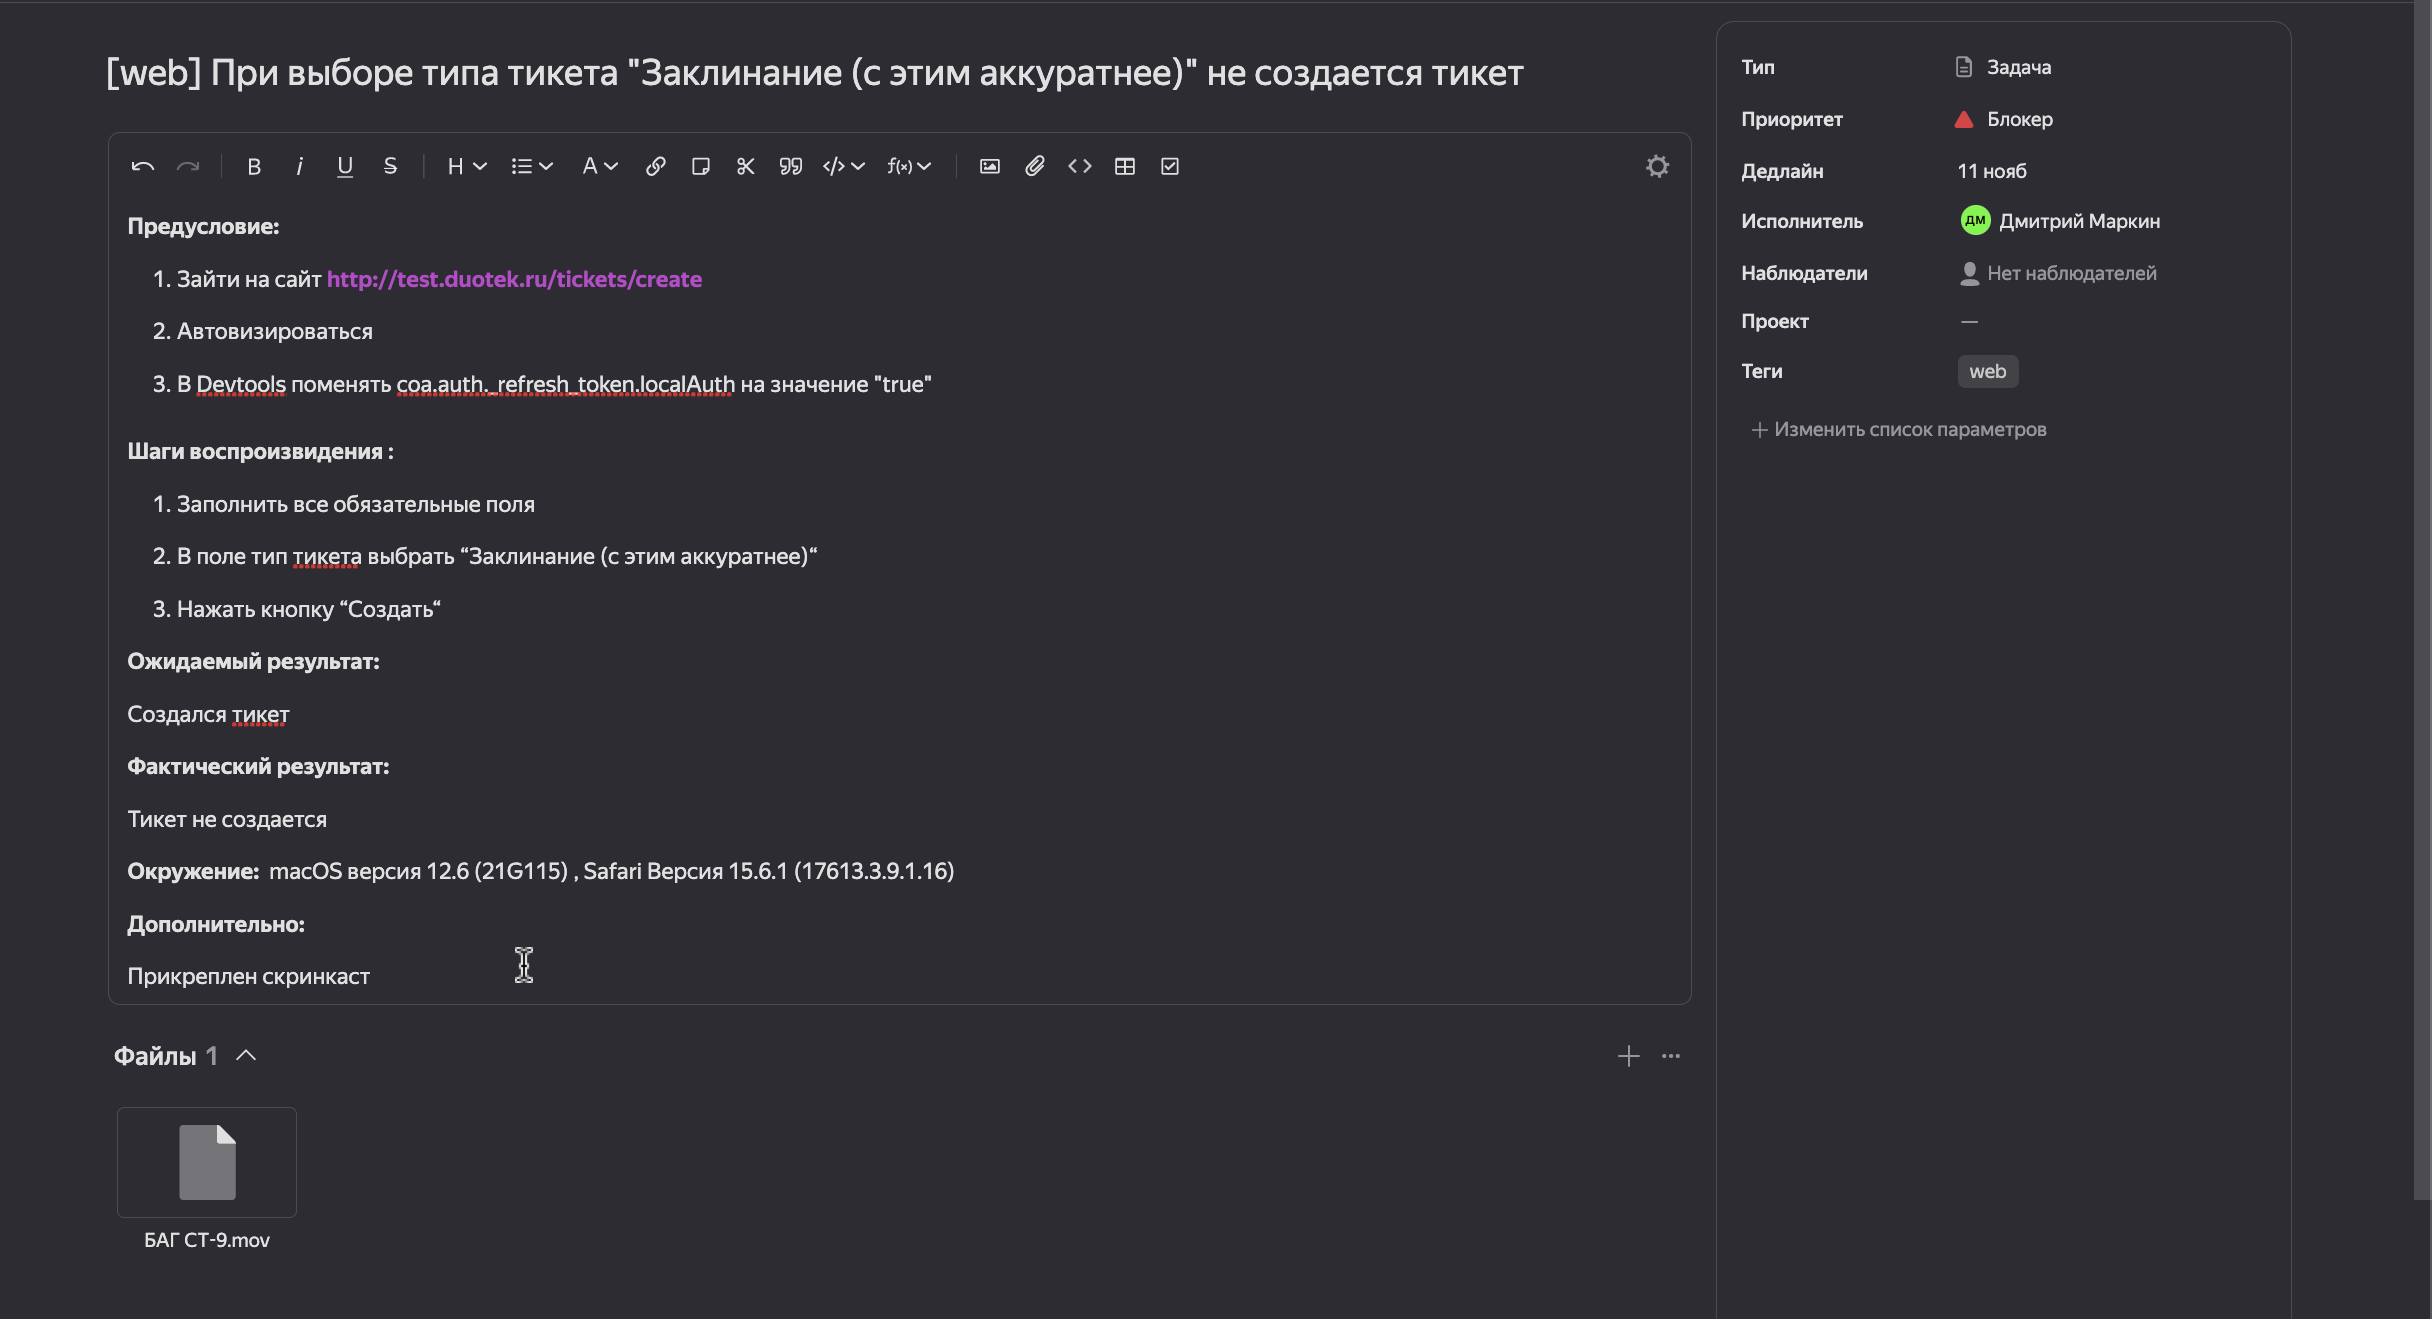 [web] При выборе типа тикета "Заклинание (с этим аккуратнее)" не создается тикет
B i U S H A f(x)
Предусловие:
1. Зайти на сайт http://test.duotek.ru/tickets/create
2. Автовизироваться
3. В Devtools поменять coa.auth._refresh_token.localAuth на значение "true"
Шаги воспроизвидения :
1. Заполнить все обязательные поля
2. В поле тип тикета выбрать “Заклинание (с этим аккуратнее)“
3. Нажать кнопку “Создать“
Ожидаемый результат:
Создался тикет
Фактический результат:
Тикет не создается
Окружение: macOS версия 12.6 (21G115) , Safari Версия 15.6.1 (17613.3.9.1.16)
Дополнительно:
Прикреплен скринкаст
Файлы 1
БАГ СТ-9.mov
Тип Задача
Приоритет Блокер
Дедлайн 11 нояб
Исполнитель ДМ Дмитрий Маркин
Наблюдатели Нет наблюдателей
Проект —
Теги web
+ Изменить список параметров